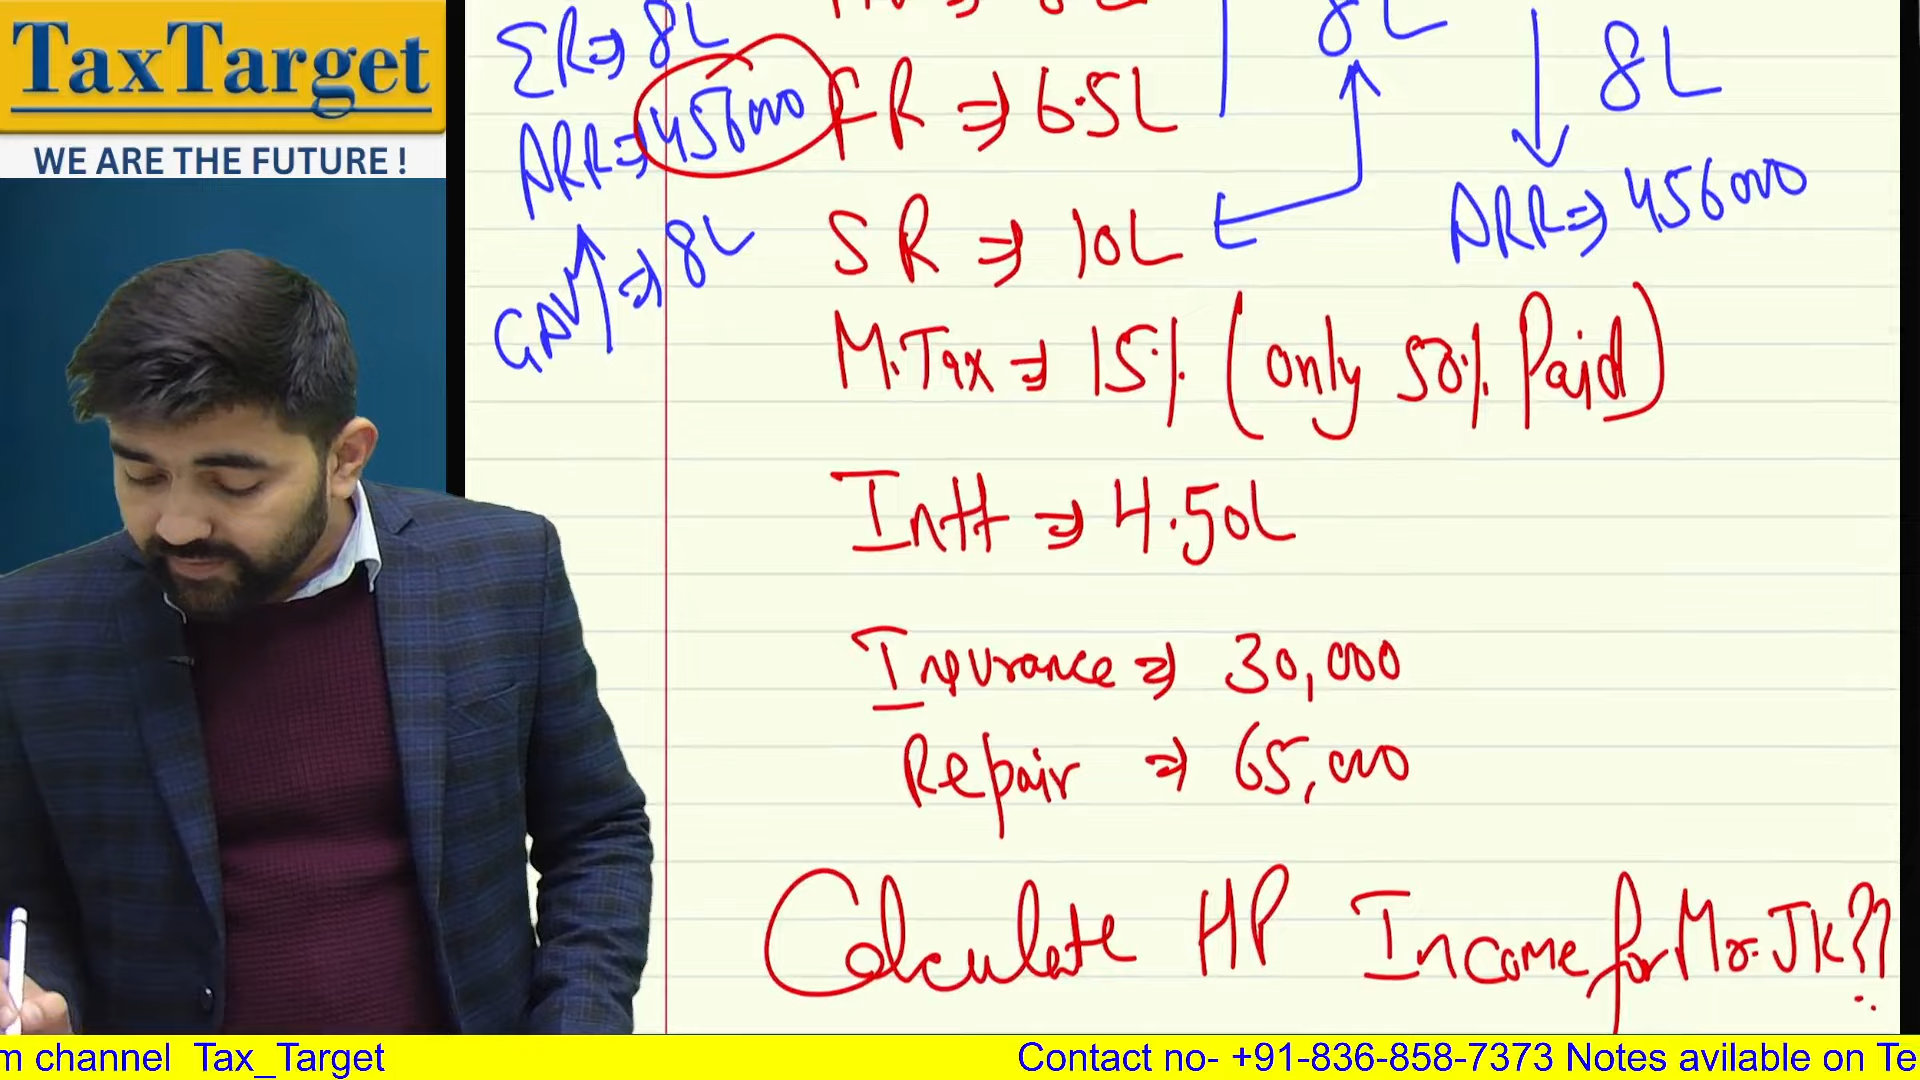 TaxTarget
WE ARE THE FUTURE !
ER ⇒ 8L
ARR ⇒ 456000
GAV ⇒ 8L
8L
8L
ARR ⇒ 456000
FR ⇒ 6.5L
SR ⇒ 10L
M.Tax ⇒ 15% (only 50% Paid)
Intt ⇒ 4.50L
Insurance ⇒ 30,000
Repair ⇒ 65,000
Calculate HP Income for Mr. JK??
m channel Tax_Target
Contact no- +91-836-858-7373 Notes avilable on Te